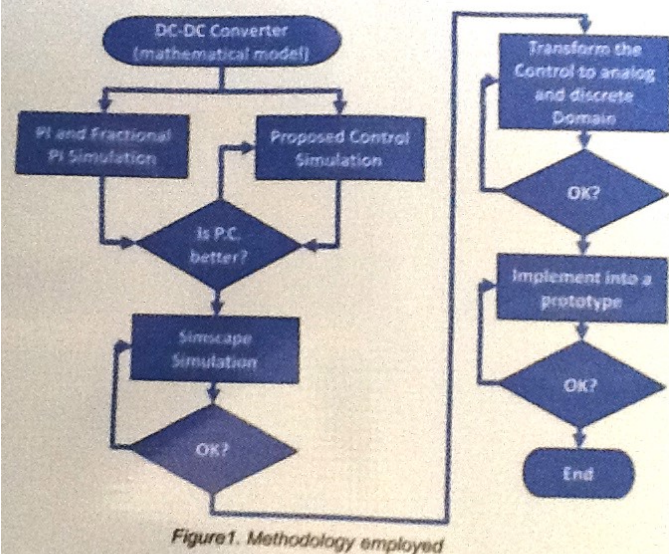 DC-DC Converter
(mathematical model)
PI and Fractional
PI Simulation
Proposed Control
Simulation
Is P.C.
better?
Simscape
Simulation
OK?
Transform the
Control to analog
and discrete
Domain
OK?
Implement into a
prototype
OK?
End
Figure1. Methodology employed